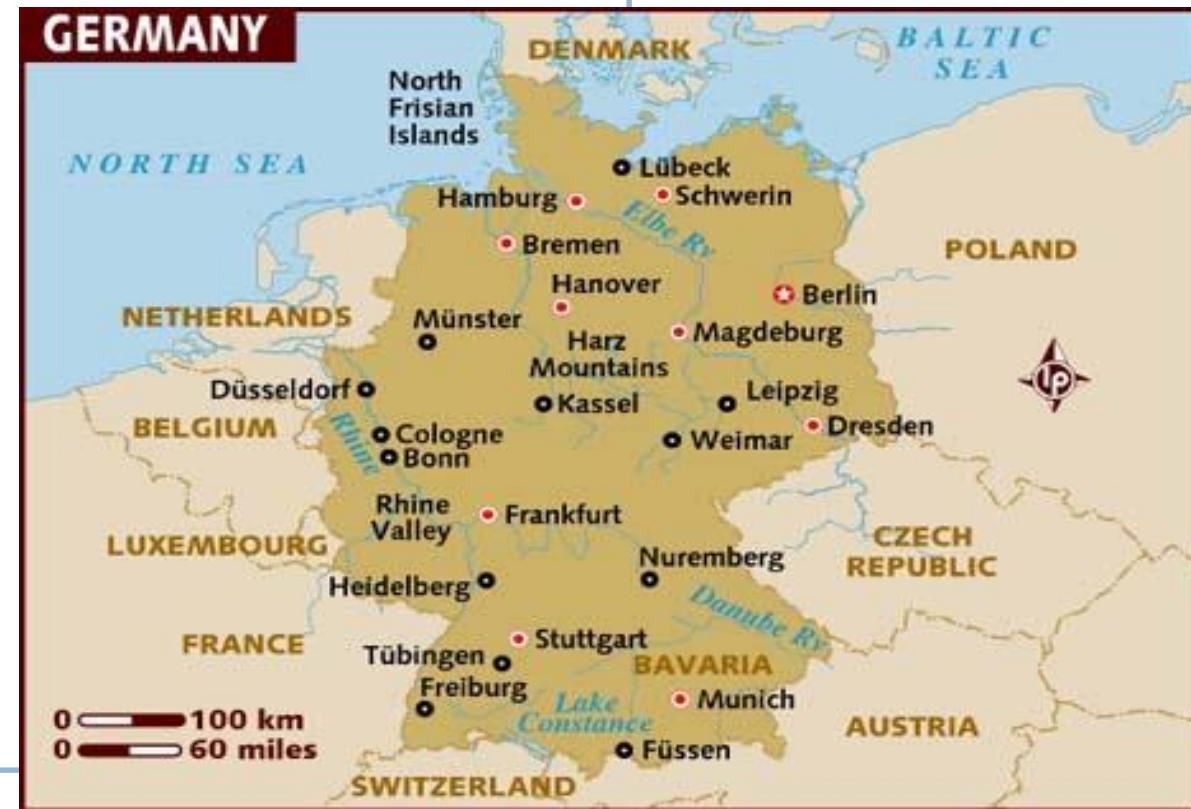 GERMANY
DENMARK
BALTIC
SEA
North
Frisian
Islands
NORTH SEA
Lübeck
Hamburg
Schwerin
Elbe Rv
Bremen
POLAND
Hanover
Berlin
NETHERLANDS
Münster
Magdeburg
Harz
Mountains
LP
Düsseldorf
Kassel
Leipzig
BELGIUM
Rhine
Cologne
Weimar
Dresden
Bonn
Rhine
Valley
Frankfurt
LUXEMBOURG
CZECH
REPUBLIC
Nuremberg
Heidelberg
Danube Rv
FRANCE
Stuttgart
Tübingen
BAVARIA
Freiburg
Lake
Constance
Munich
0 100 km
0 60 miles
AUSTRIA
Füssen
SWITZERLAND